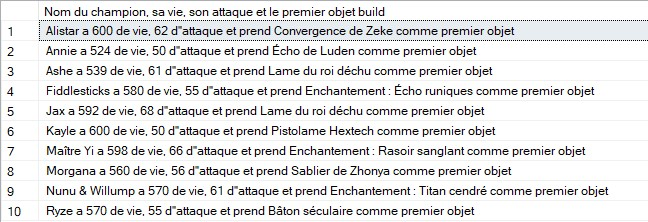 Nom du champion, sa vie, son attaque et le premier objet build
1 Alistar a 600 de vie, 62 d''attaque et prend Convergence de Zeke comme premier objet
2 Annie a 524 de vie, 50 d''attaque et prend Écho de Luden comme premier objet
3 Ashe a 539 de vie, 61 d''attaque et prend Lame du roi déchu comme premier objet
4 Fiddlesticks a 580 de vie, 55 d''attaque et prend Enchantement : Écho runiques comme premier objet
5 Jax a 592 de vie, 68 d''attaque et prend Lame du roi déchu comme premier objet
6 Kayle a 600 de vie, 50 d''attaque et prend Pistolame Hextech comme premier objet
7 Maître Yi a 598 de vie, 66 d''attaque et prend Enchantement : Rasoir sanglant comme premier objet
8 Morgana a 560 de vie, 56 d''attaque et prend Sablier de Zhonya comme premier objet
9 Nunu & Willump a 570 de vie, 61 d''attaque et prend Enchantement : Titan cendré comme premier objet
10 Ryze a 570 de vie, 55 d''attaque et prend Bâton séculaire comme premier objet